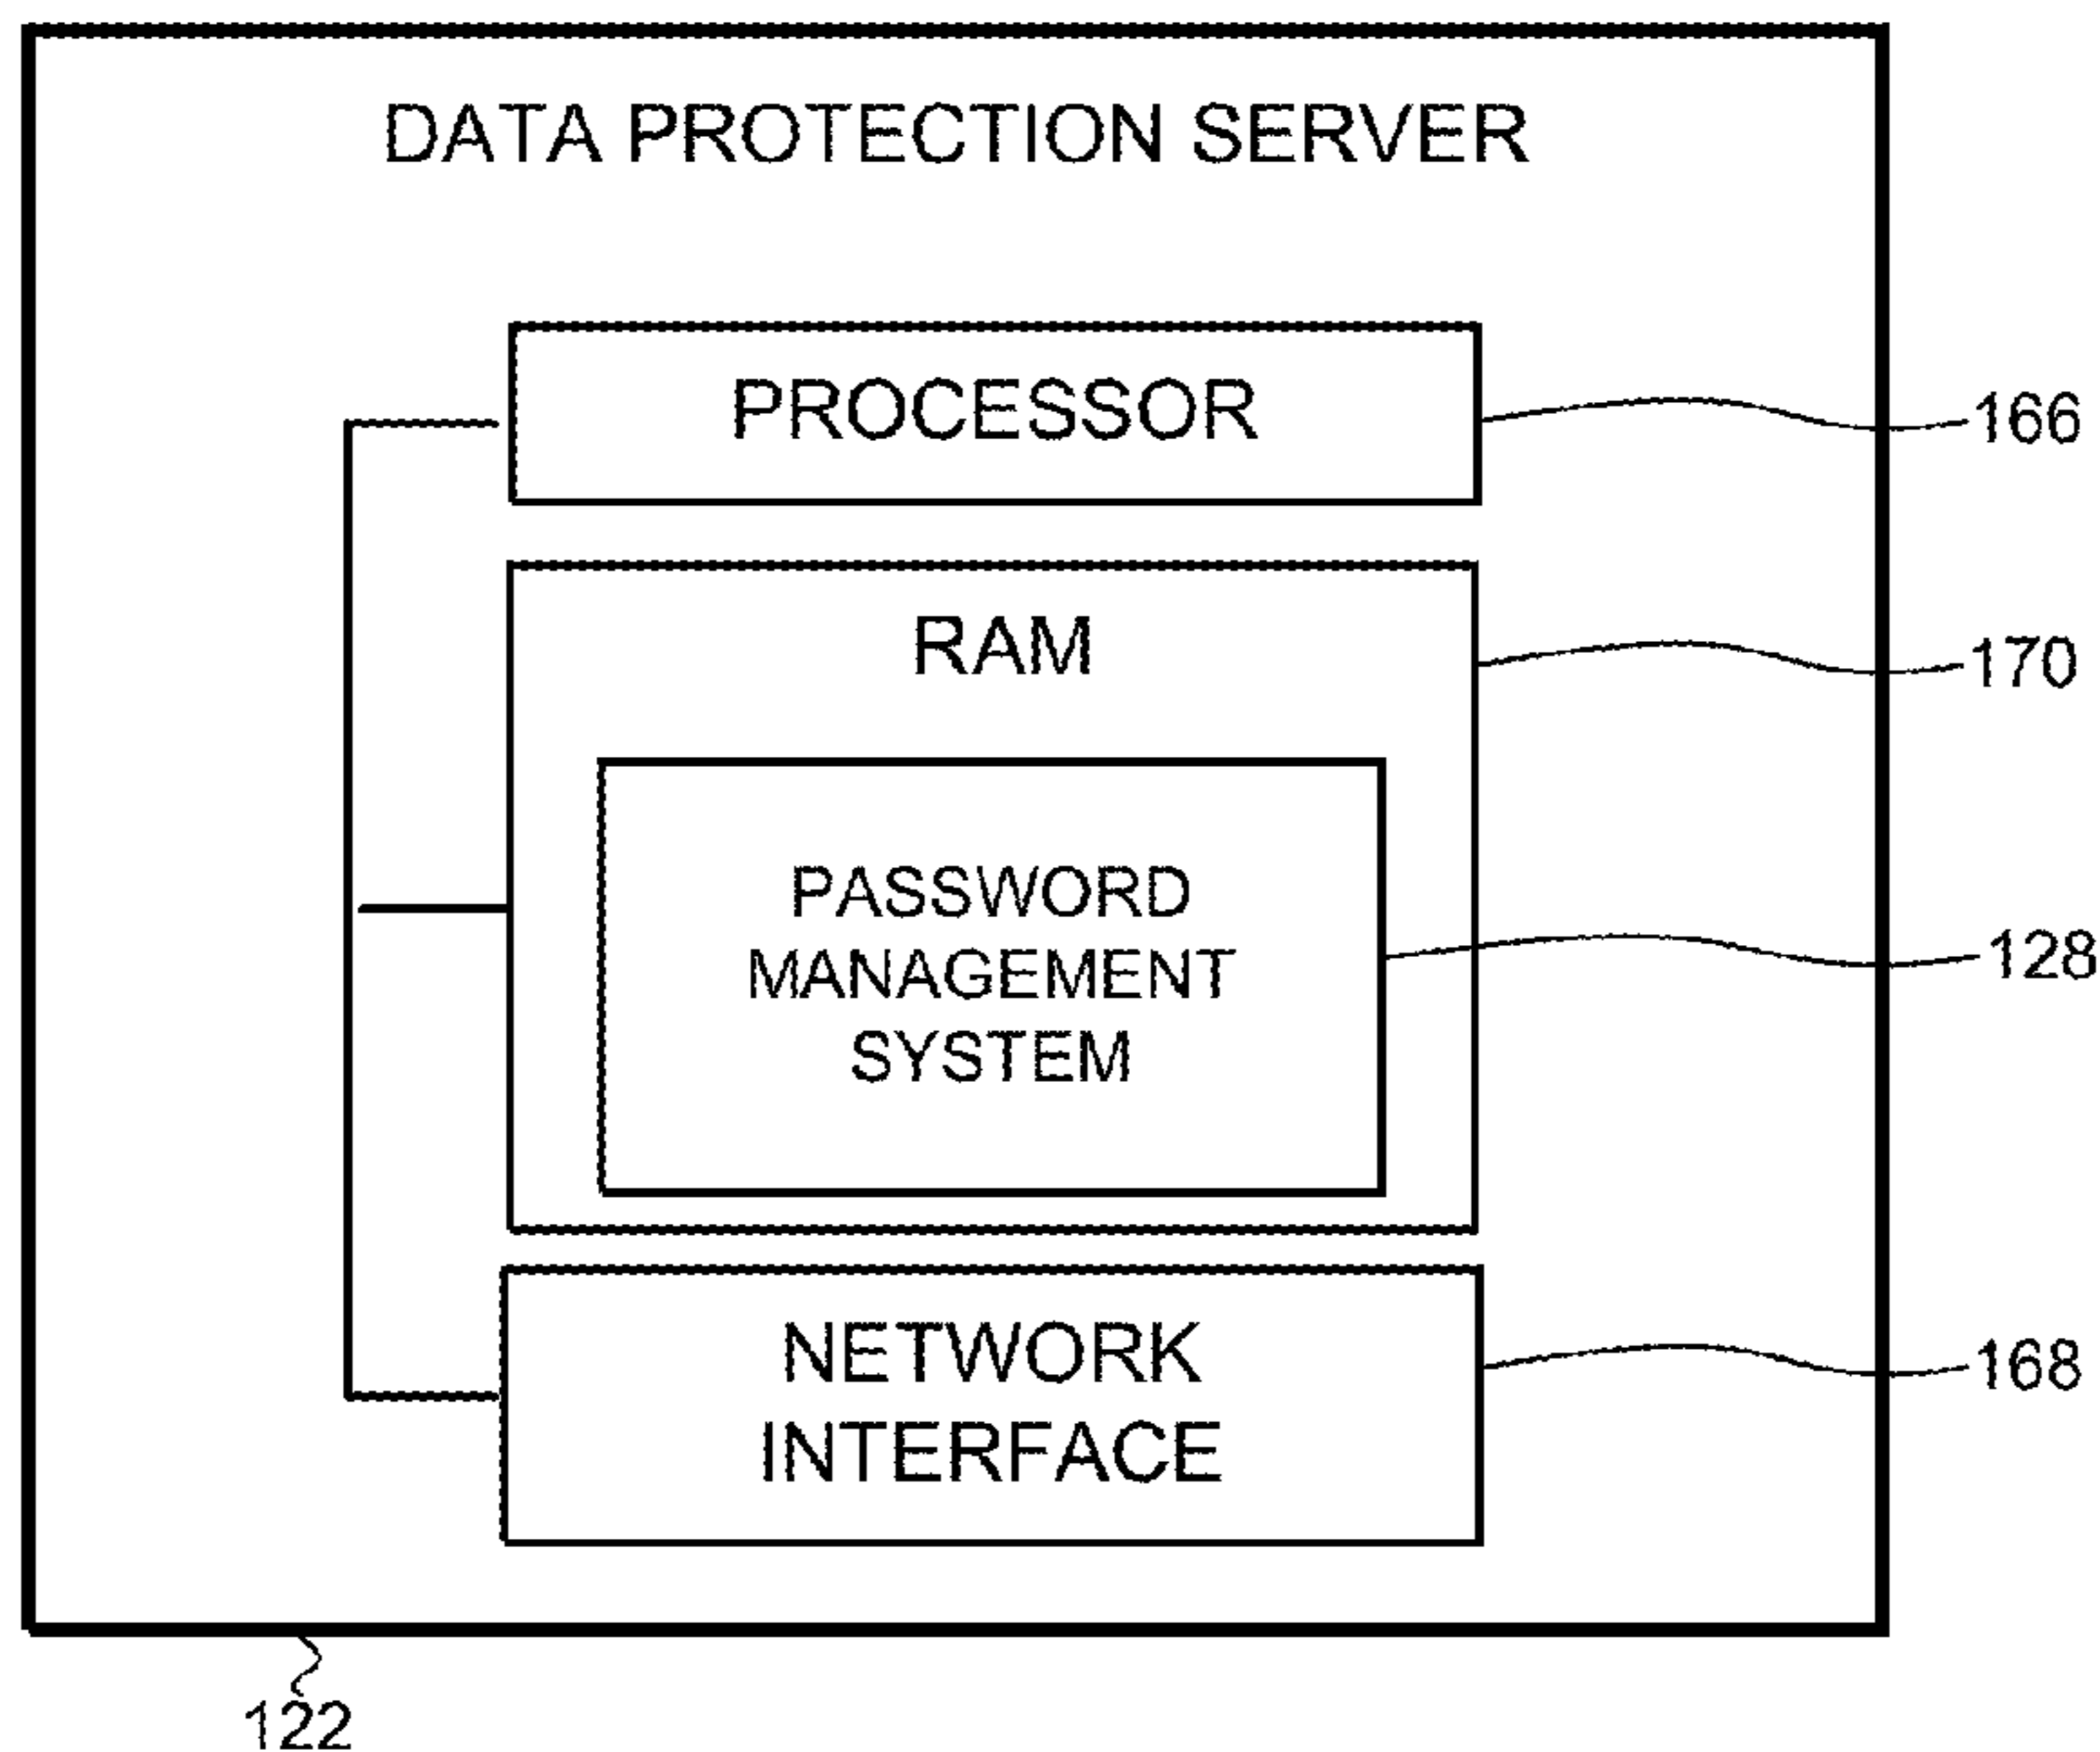 DATA PROTECTION SERVER
PROCESSOR
166
RAM
170
PASSWORD
MANAGEMENT
SYSTEM
128
NETWORK
INTERFACE
168
122